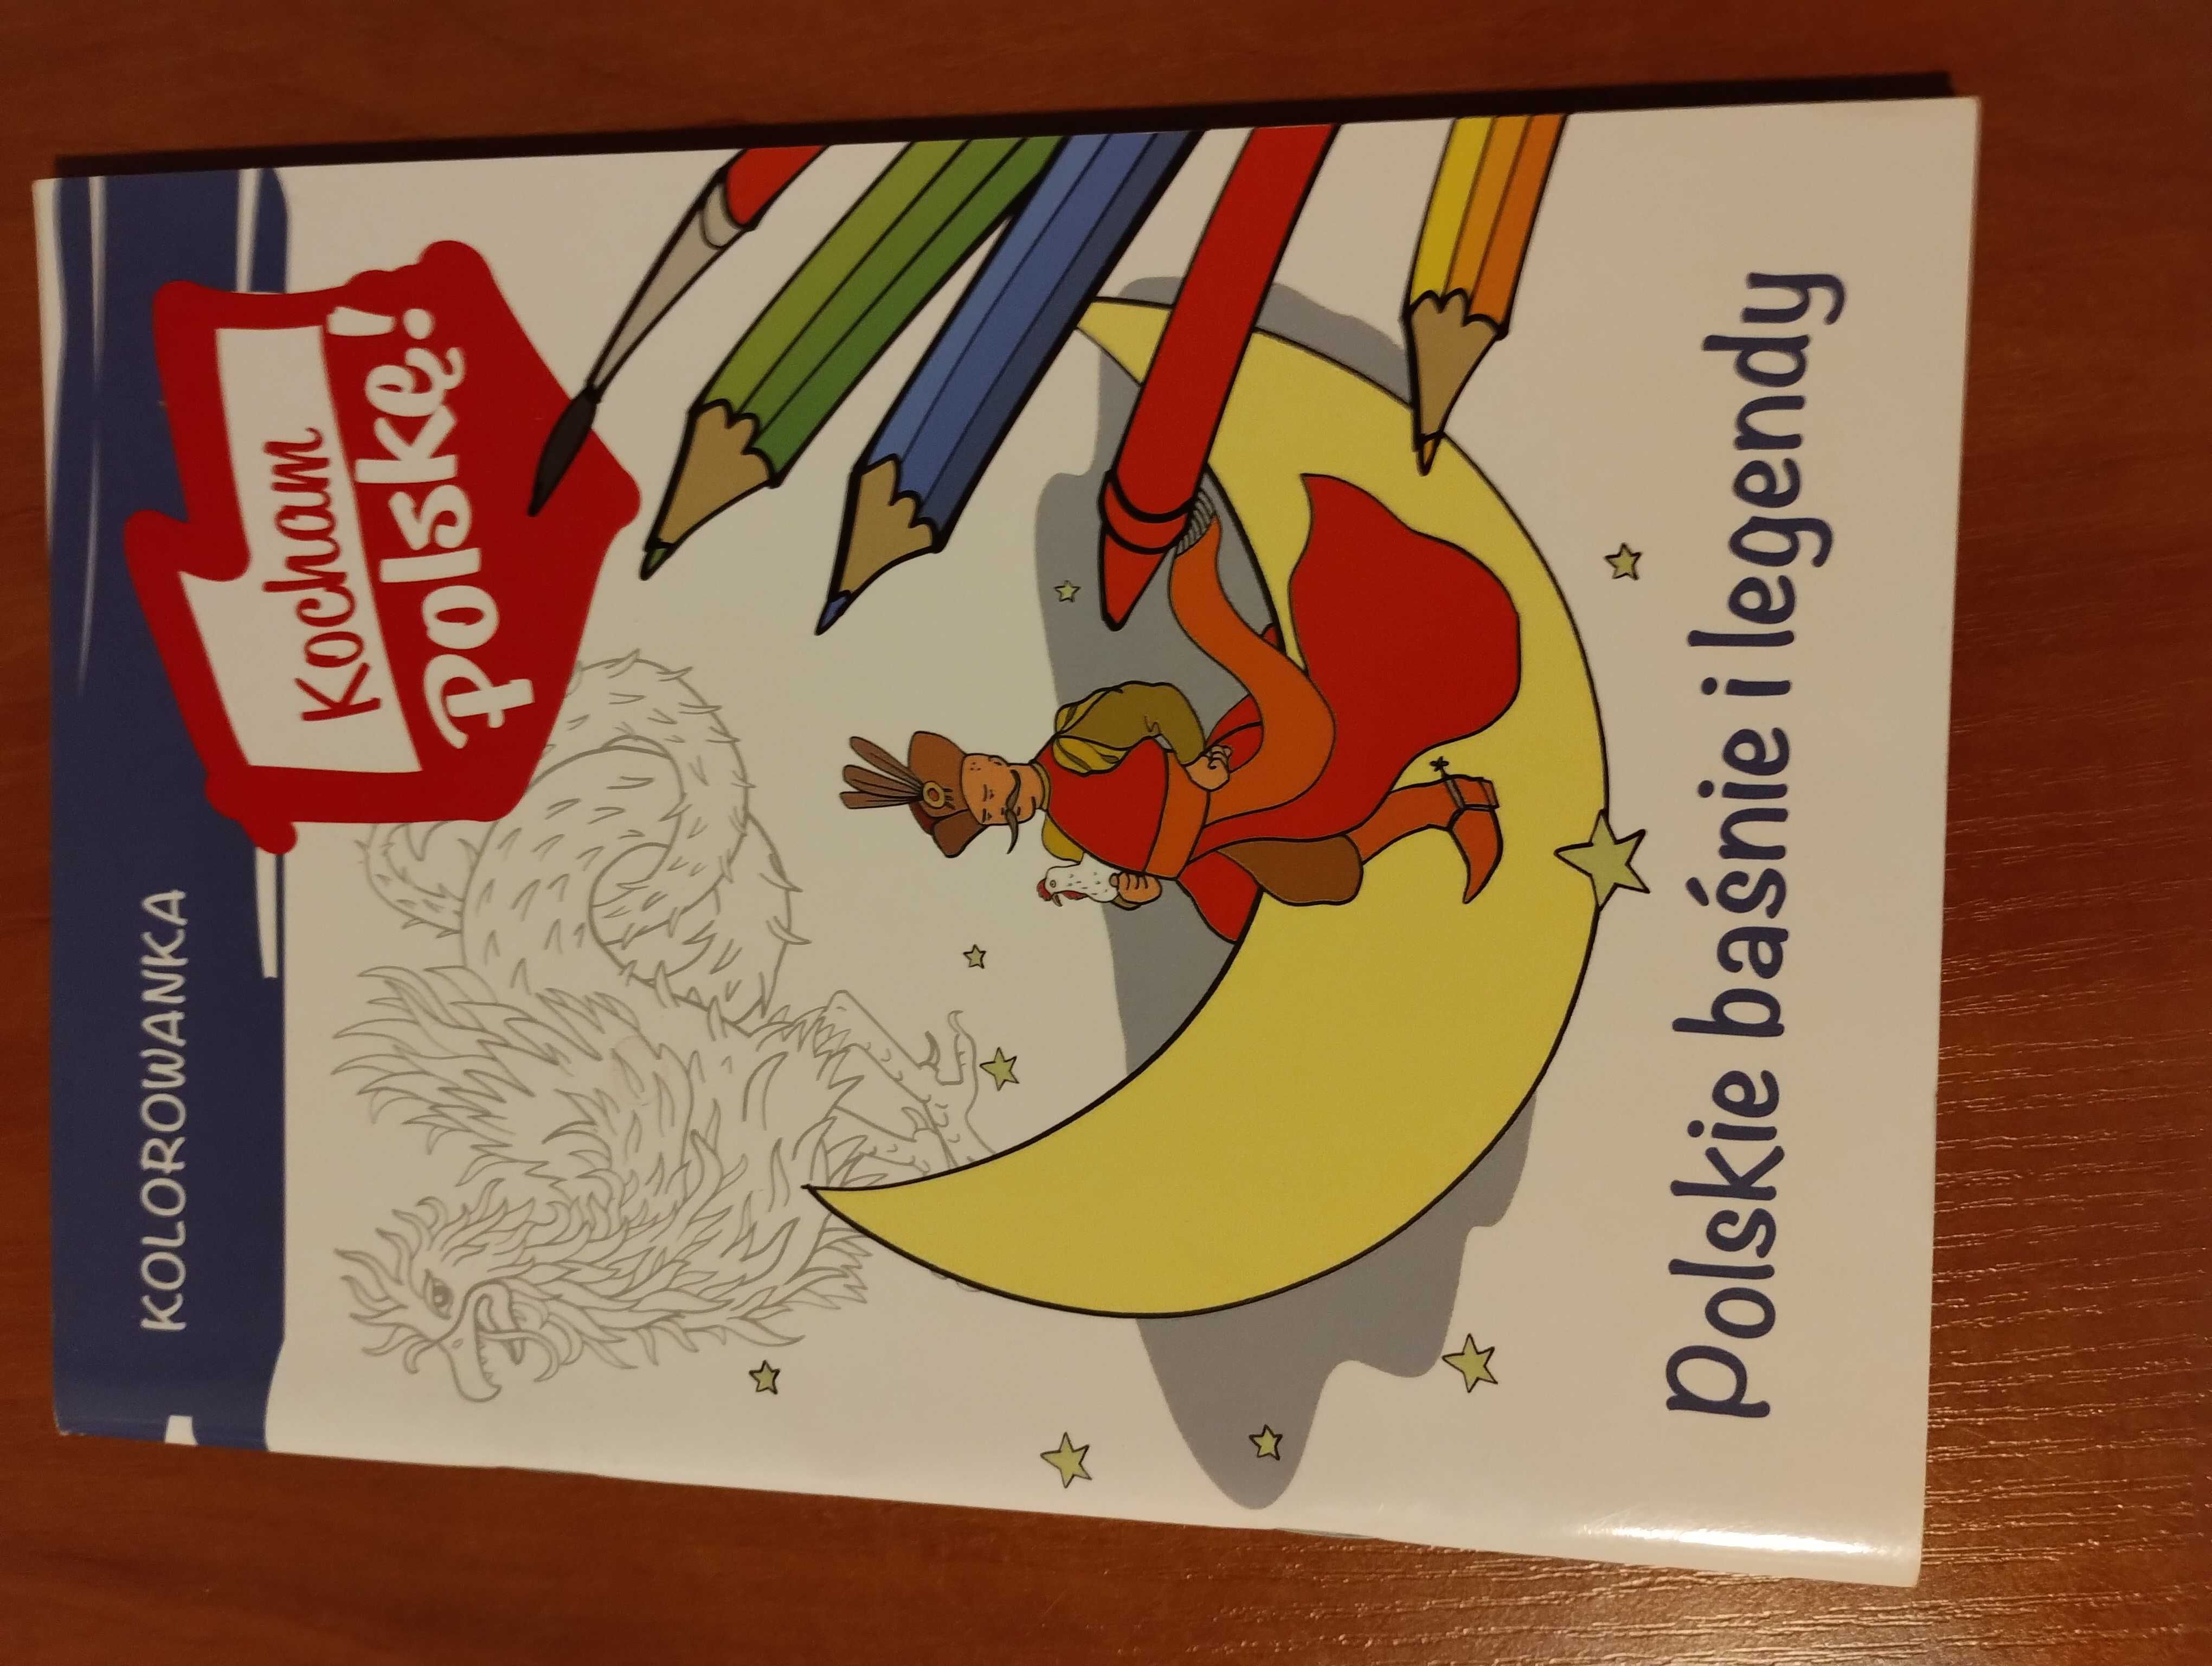 KOLOROWANKA
Kocham
Polskę!
Polskie baśnie i legendy